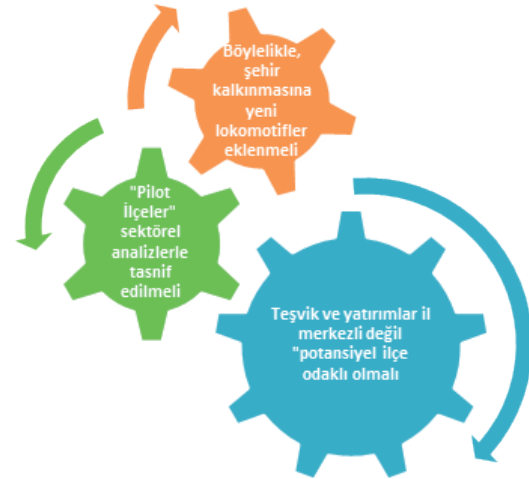 Böylelikle,
şehir
kalkınmasına
yeni
lokomotifler
eklenmeli
"Pilot
İlçeler"
sektörel
analizlerle
tasnif
edilmeli
Teşvik ve yatırımlar il
merkezli değil
"potansiyel ilçe
odaklı olmalı